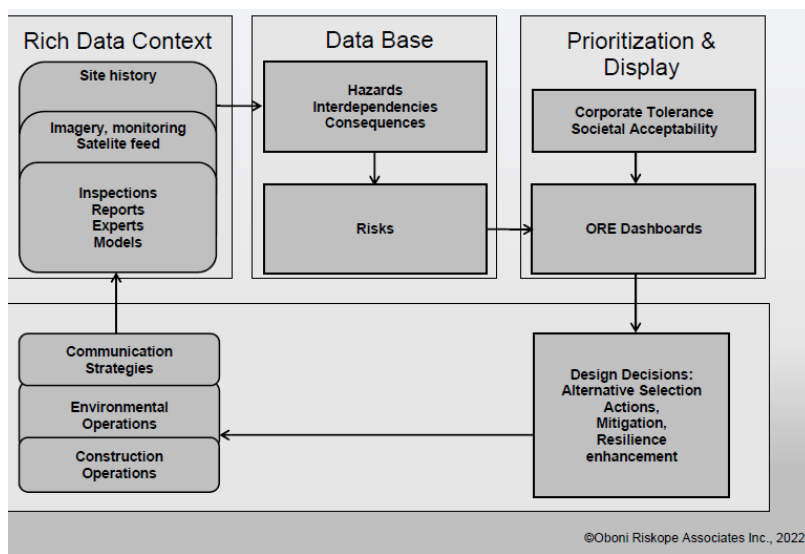 Rich Data Context
Site history
Imagery, monitoring
Satelite feed
Inspections
Reports
Experts
Models
Data Base
Hazards
Interdependencies
Consequences
Risks
Prioritization &
Display
Corporate Tolerance
Societal Acceptability
ORE Dashboards
Communication
Strategies
Environmental
Operations
Construction
Operations
Design Decisions:
Alternative Selection
Actions,
Mitigation,
Resilience
enhancement
©Oboni Riskope Associates Inc., 2022